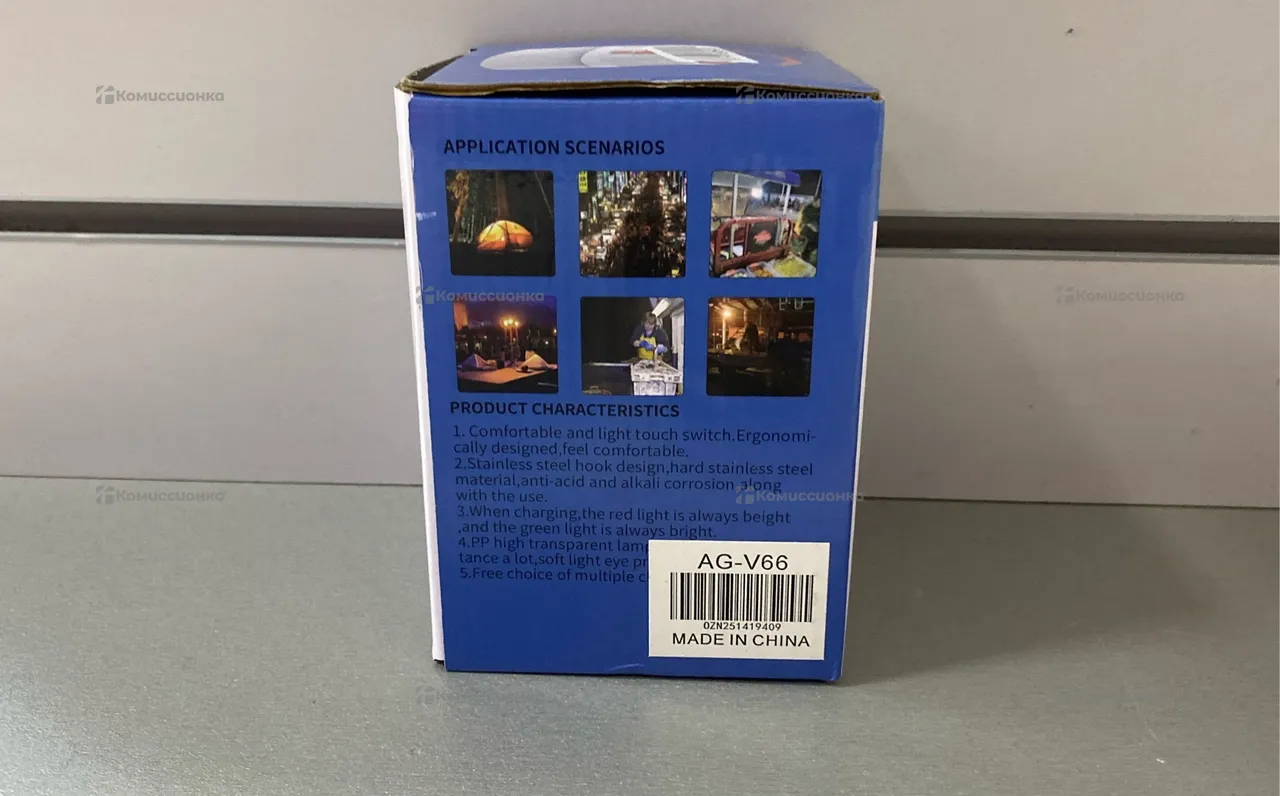 Комиссионка
Комиссионка
APPLICATION SCENARIOS
Комиссионка
Комиссионка
PRODUCT CHARACTERISTICS
1. Comfortable and light touch switch.Ergonomi-
cally designed,feel comfortable.
2.Stainless steel hook design,hard stainless steel
material,anti-acid and alkali corrosion,along
with the use.
Комиссионка
Комиссионка
3.When charging,the red light is always beight
,and the green light is always bright.
4.PP high transparent lamp
tance a lot,soft light eye
5.Free choice of multiple
AG-V66
OZN251419409
MADE IN CHINA